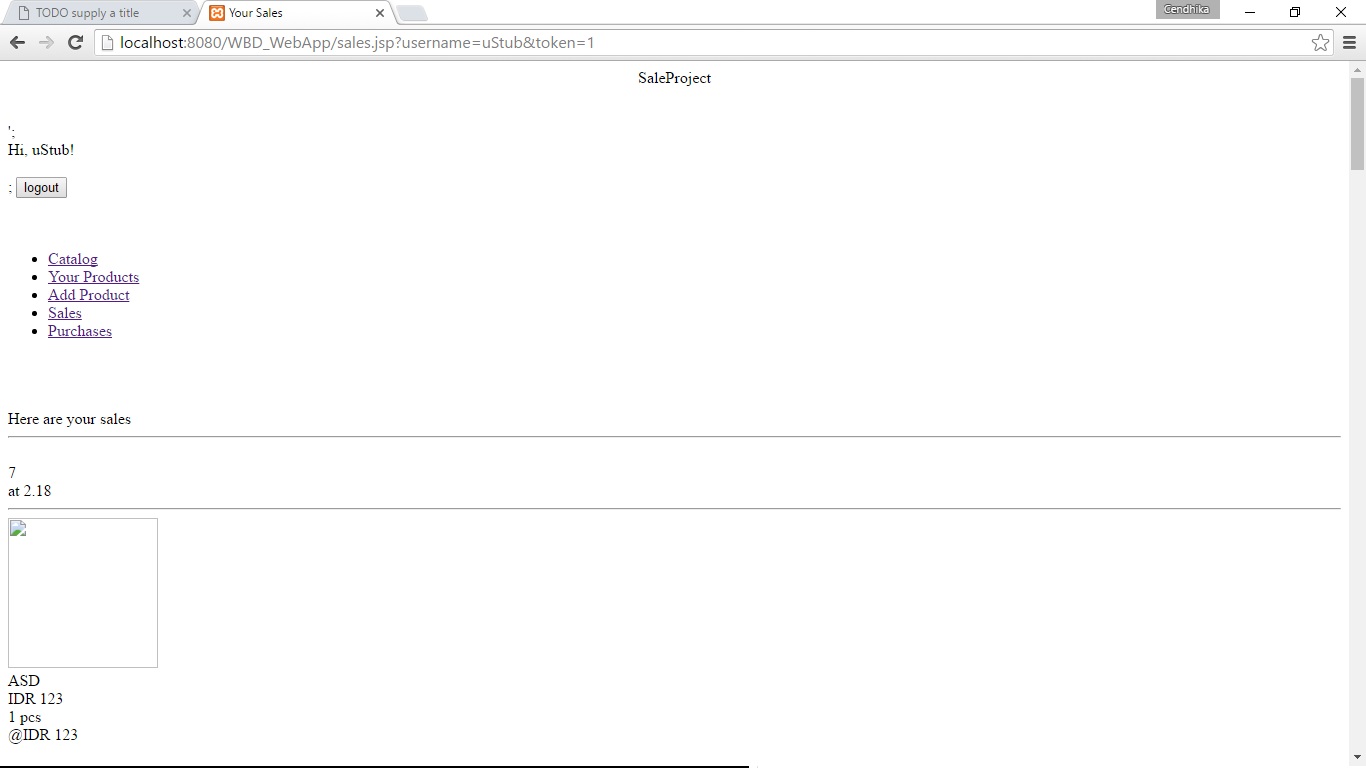 TODO supply a title
Your Sales
Cendhika
localhost:8080/WBD_WebApp/sales.jsp?username=uStub&token=1
SaleProject
';
Hi, uStub!
; logout
Catalog
Your Products
Add Product
Sales
Purchases
Here are your sales
7
at 2.18
ASD
IDR 123
1 pcs
@IDR 123